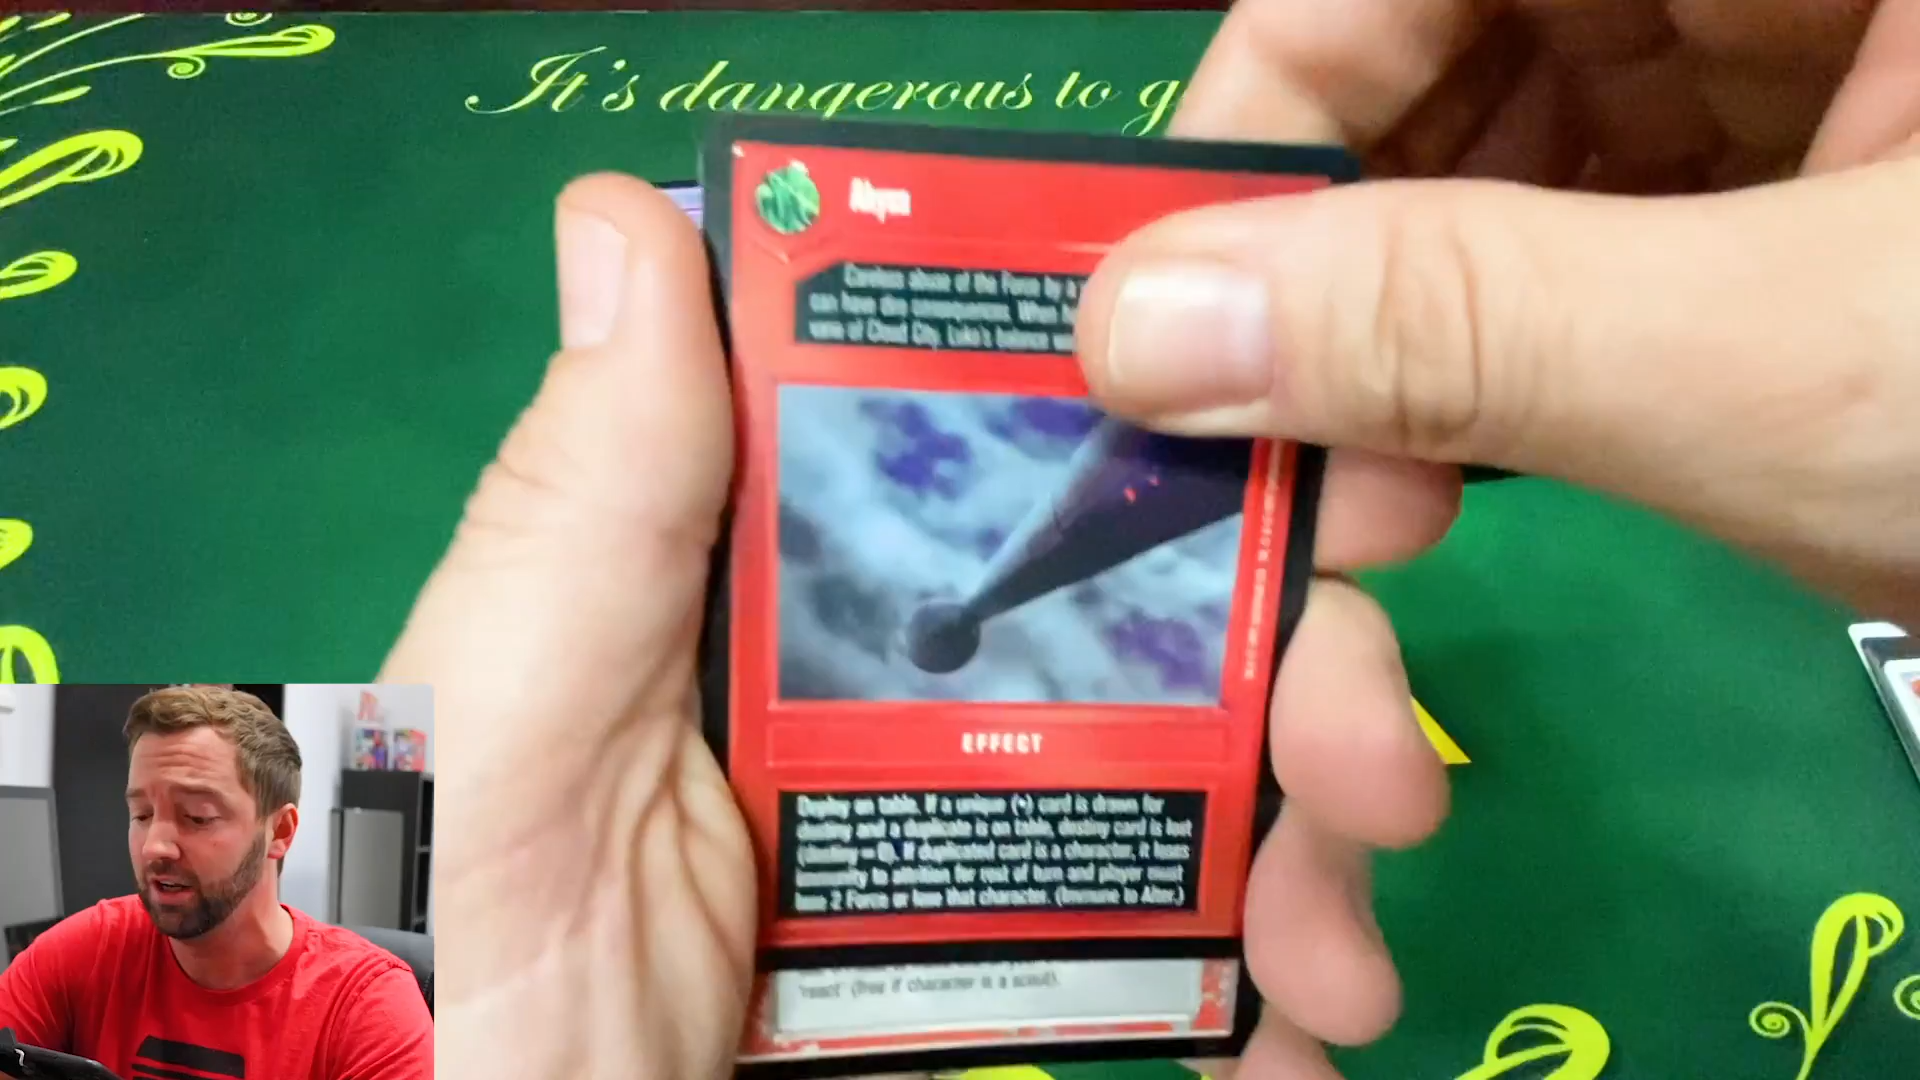 It's dangerous to g
Abyss
Careless abuse of the Force by a
can have dire consequences. When
vane of Cloud City, Luke's balance
EFFECT
Deploy on table. If a unique (•) card is drawn for
destiny and a duplicate is on table, destiny card is lost
(destiny = 0). If duplicated card is a character, it loses
immunity to attrition for rest of turn and player must
lose 2 Force or lose that character. (Immune to Alter.)
'react' (free if character is a scout).